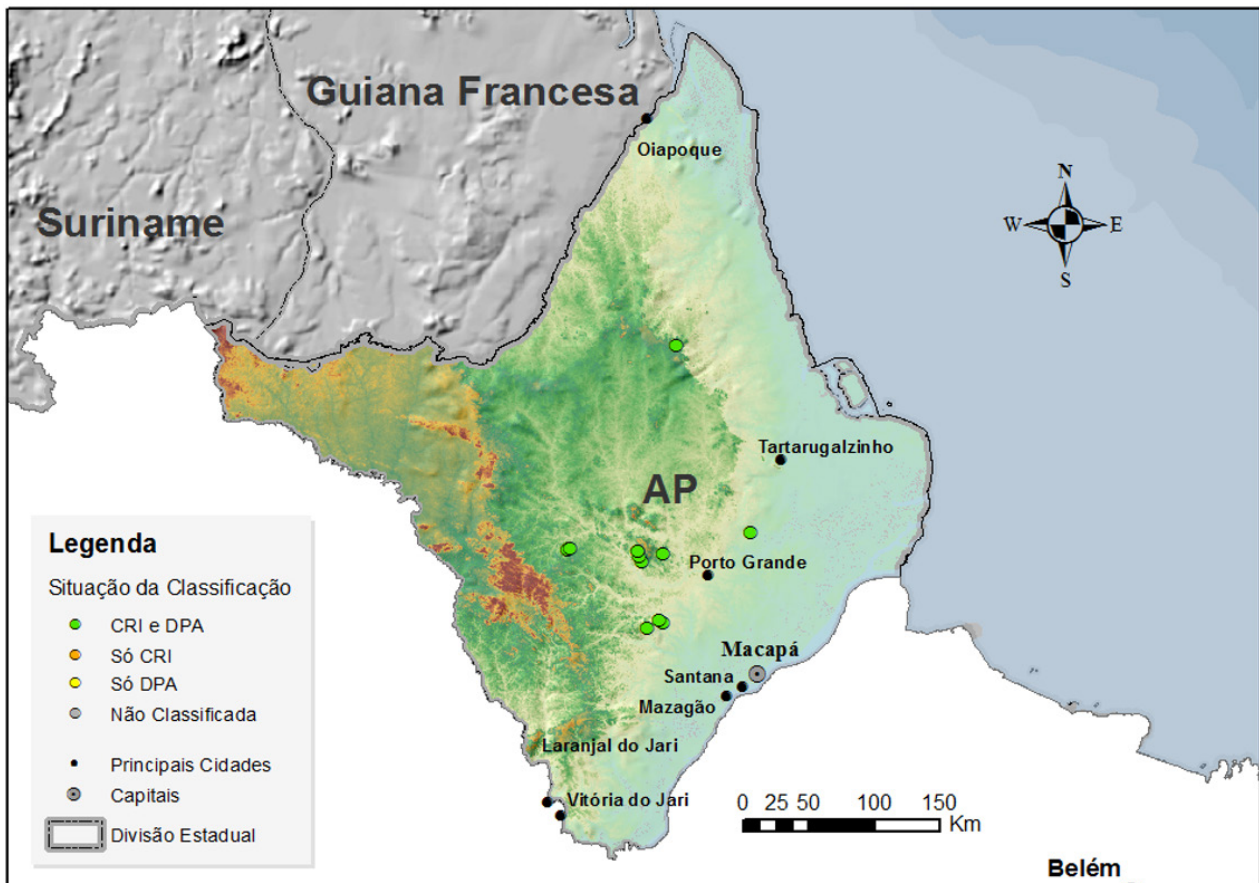 Guiana Francesa
Oiapoque
Suriname
N
W
E
S
Tartarugalzinho
AP
Porto Grande
Macapá
Santana
Mazagão
Laranjal do Jari
Vitória do Jari
Legenda
Situação da Classificação
CRI e DPA
Só CRI
Só DPA
Não Classificada
Principais Cidades
Capitais
Divisão Estadual
0 25 50 100 150
Km
Belém